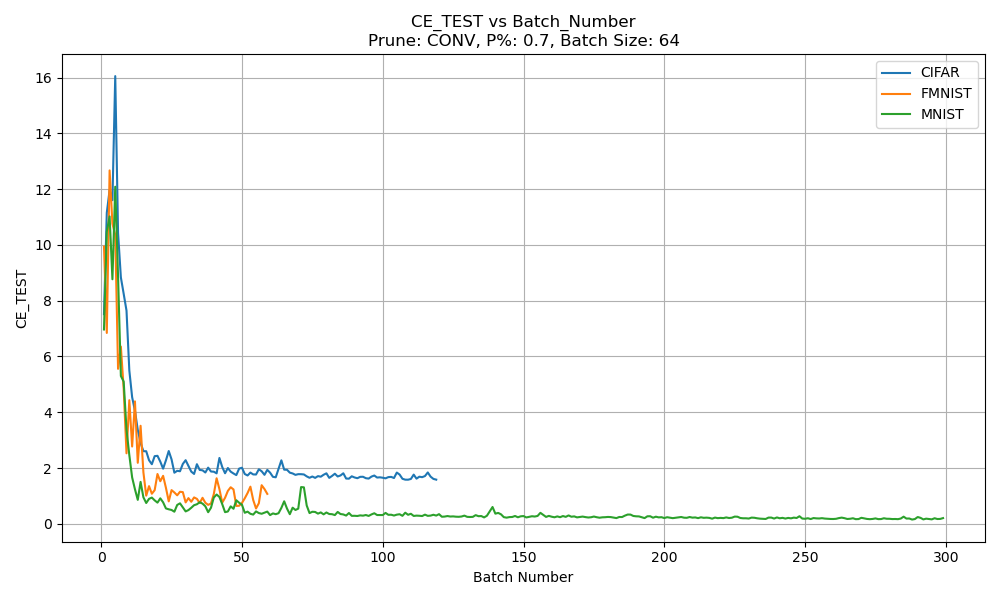 CE_TEST vs Batch_Number
Prune: CONV, P%: 0.7, Batch Size: 64
CIFAR
FMNIST
MNIST
16
14
12
10
8
6
4
2
0
CE_TEST
0 50 100 150 200 250 300
Batch Number